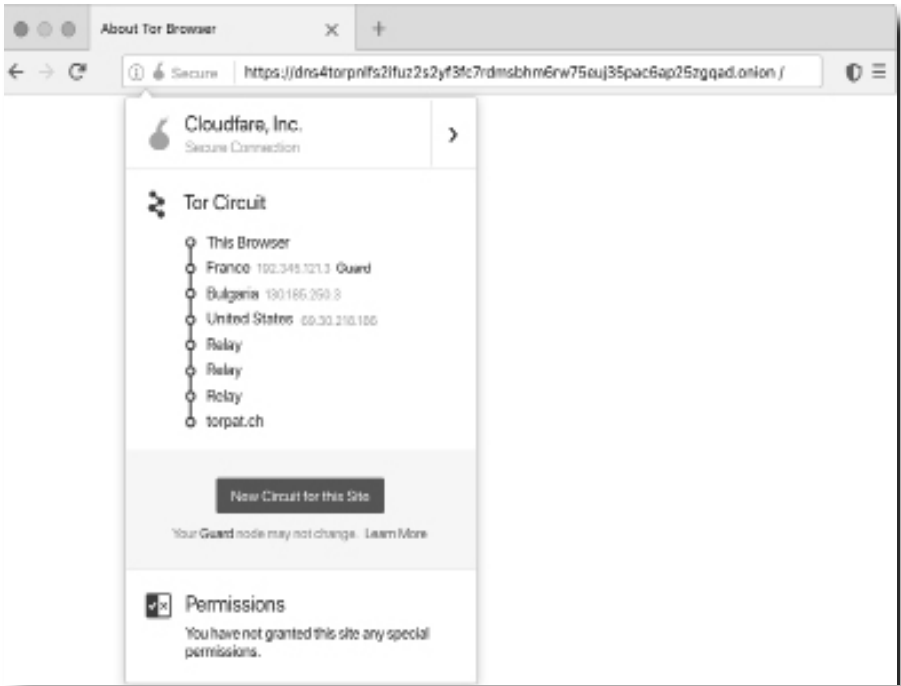 About Tor Browser
Secure https://dns4torpnlfs2ifuz2s2yf3fc7rdmsbhm6rw75euj35pac6ap25zgqad.onion /
Cloudfare, Inc.
Secure Connection
Tor Circuit
This Browser
France 192.345.121.3 Guard
Bulgaria 130.185.250.3
United States 69.30.218.186
Relay
Relay
Relay
torpat.ch
New Circuit for this Site
Your Guard node may not change. Learn More
Permissions
You have not granted this site any special
permissions.